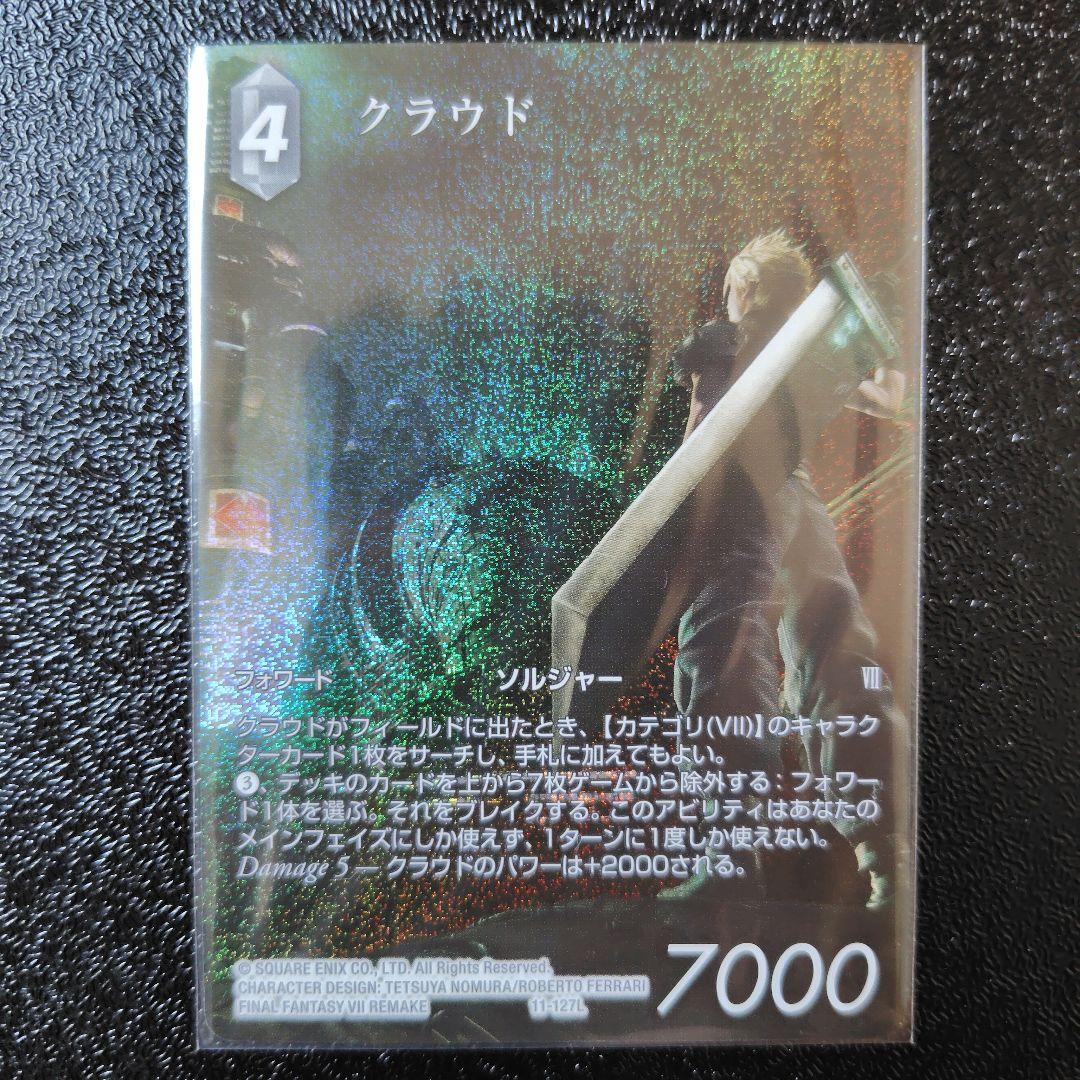 4
クラウド
フォワード ソルジャー VII
クラウドがフィールドに出たとき、【カテゴリ(VII)】のキャラク
ターカード1枚をサーチし、手札に加えてもよい。
③、デッキのカードを上から7枚ゲームから除外する：フォワー
ド1体を選ぶ。それをブレイクする。このアビリティはあなたの
メインフェイズにしか使えず、1ターンに1度しか使えない。
Damage 5 — クラウドのパワーは+2000される。
© SQUARE ENIX CO., LTD. All Rights Reserved.
CHARACTER DESIGN: TETSUYA NOMURA/ROBERTO FERRARI
FINAL FANTASY VII REMAKE 11-127L
7000